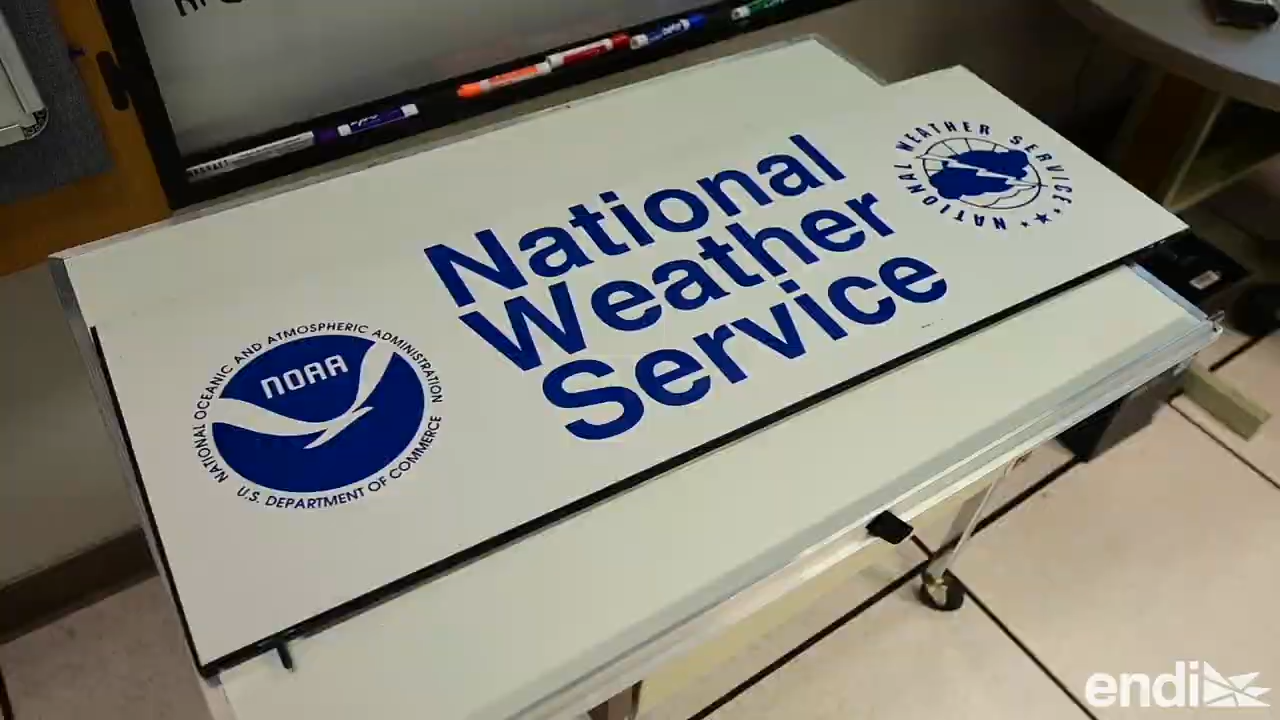 National
Weather
Service
NATIONAL WEATHER SERVICE
NOAA
NATIONAL OCEANIC AND ATMOSPHERIC ADMINISTRATION
U.S. DEPARTMENT OF COMMERCE
endi